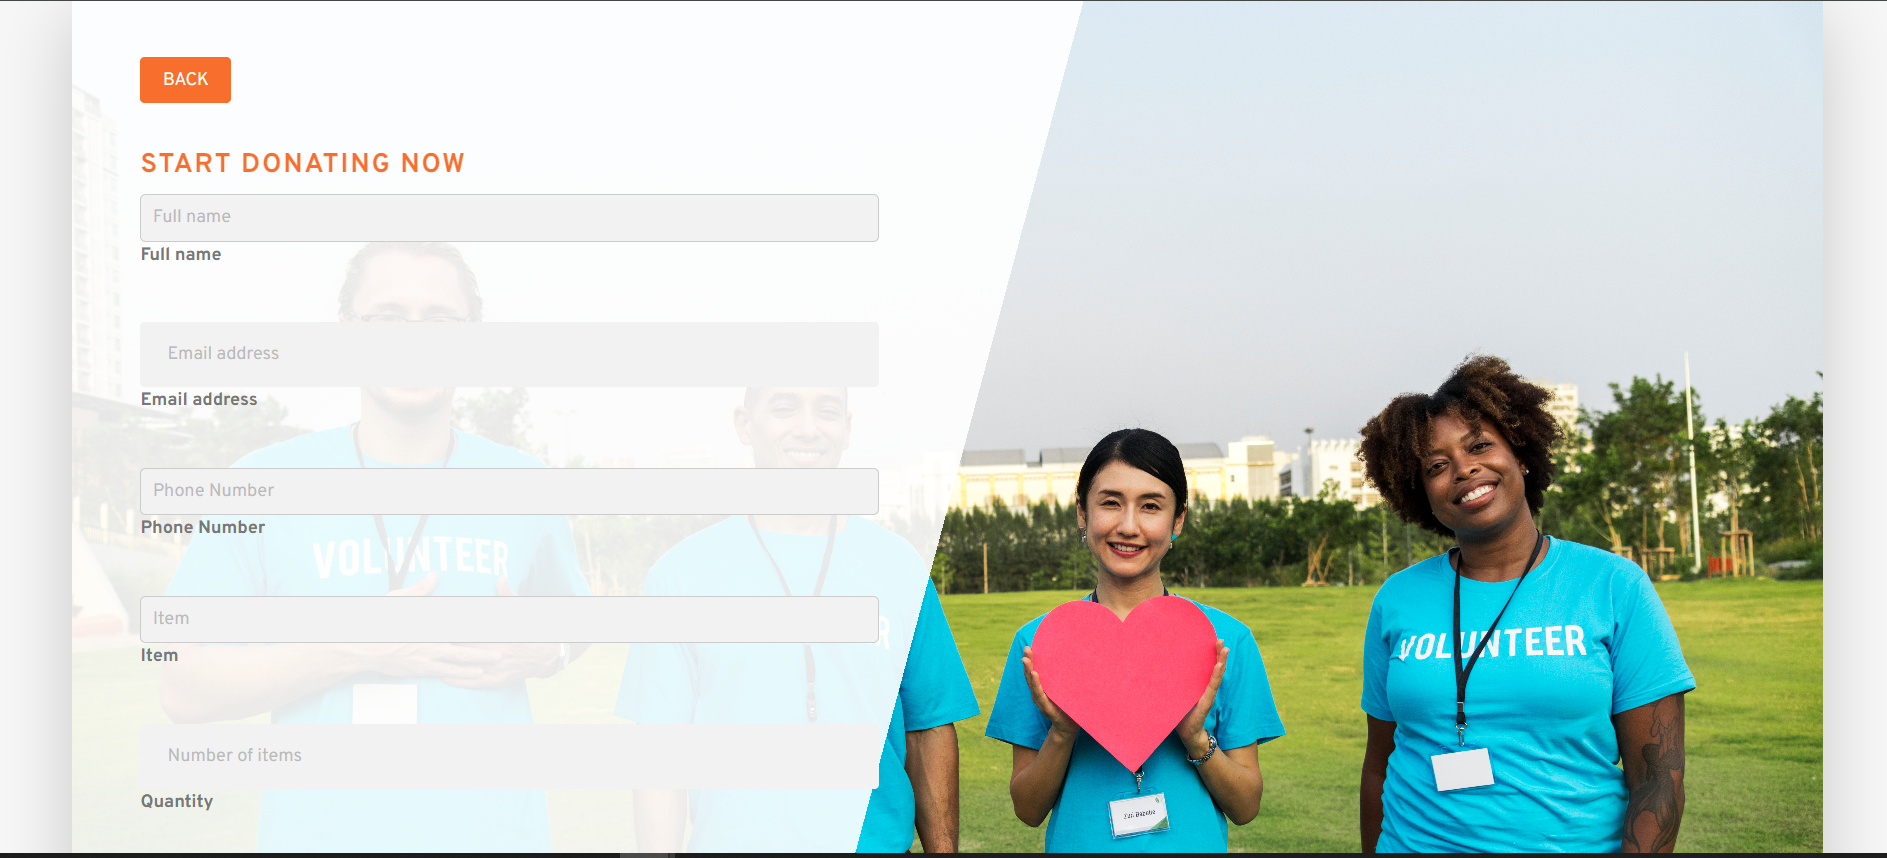 BACK
START DONATING NOW
Full name
Full name
Email address
Email address
Phone Number
Phone Number
VOLUNTEER
Item
Item
VOLUNTEER
Number of items
Quantity